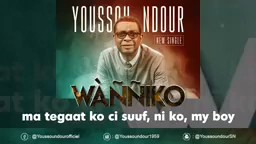 YOUSSOU NDOUR
NEW SINGLE
WÀÑÑIKO
ma tegaat ko ci suuf, ni ko, my boy
@Youssoundourofficiel
@Youssoundour1959
@YoussoundourSN